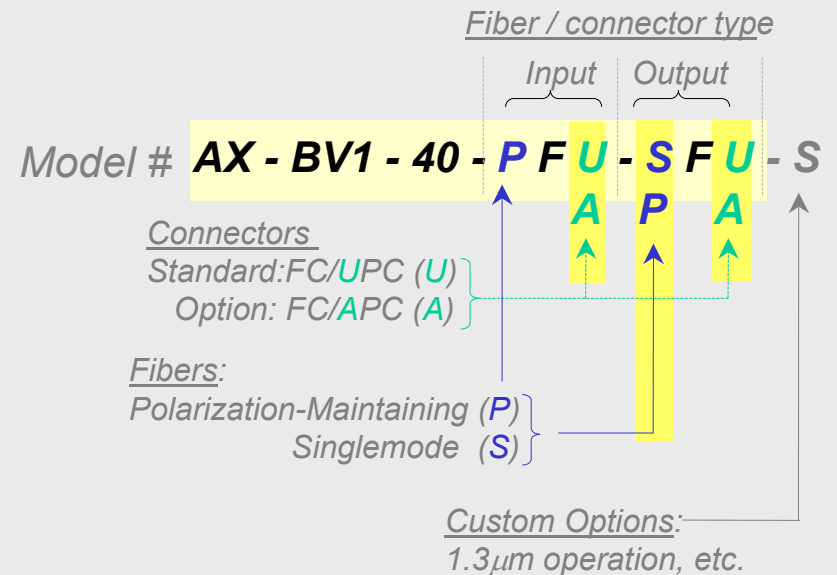 Fiber / connector type
Input Output
Model # AX - BV1 - 40 - P F U - S F U - S
A P A
Connectors
Standard:FC/UPC (U)
Option: FC/APC (A)
Fibers:
Polarization-Maintaining (P)
Singlemode (S)
Custom Options:
1.3μm operation, etc.